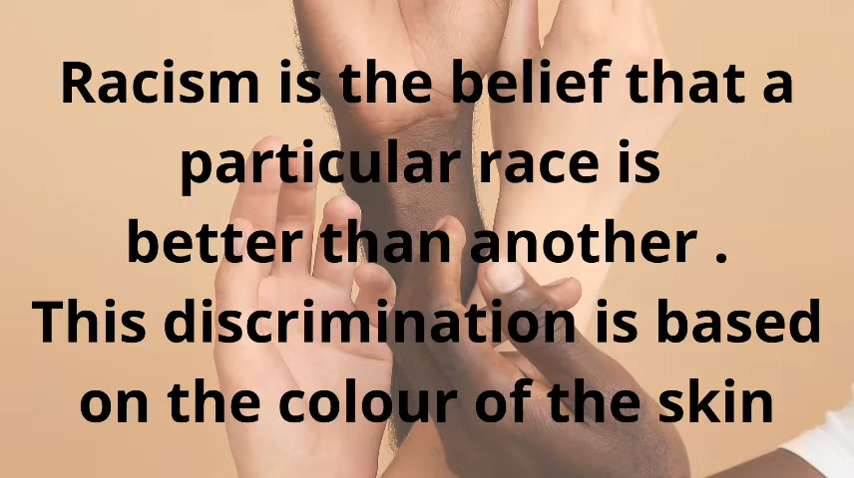 Racism is the belief that a
particular race is
better than another .
This discrimination is based
on the colour of the skin